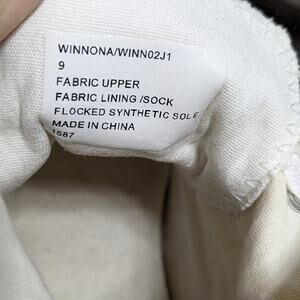 WINNONA/WINN02J1
9
FABRIC UPPER
FABRIC LINING /SOCK
FLOCKED SYNTHETIC SOLE
MADE IN CHINA
1587